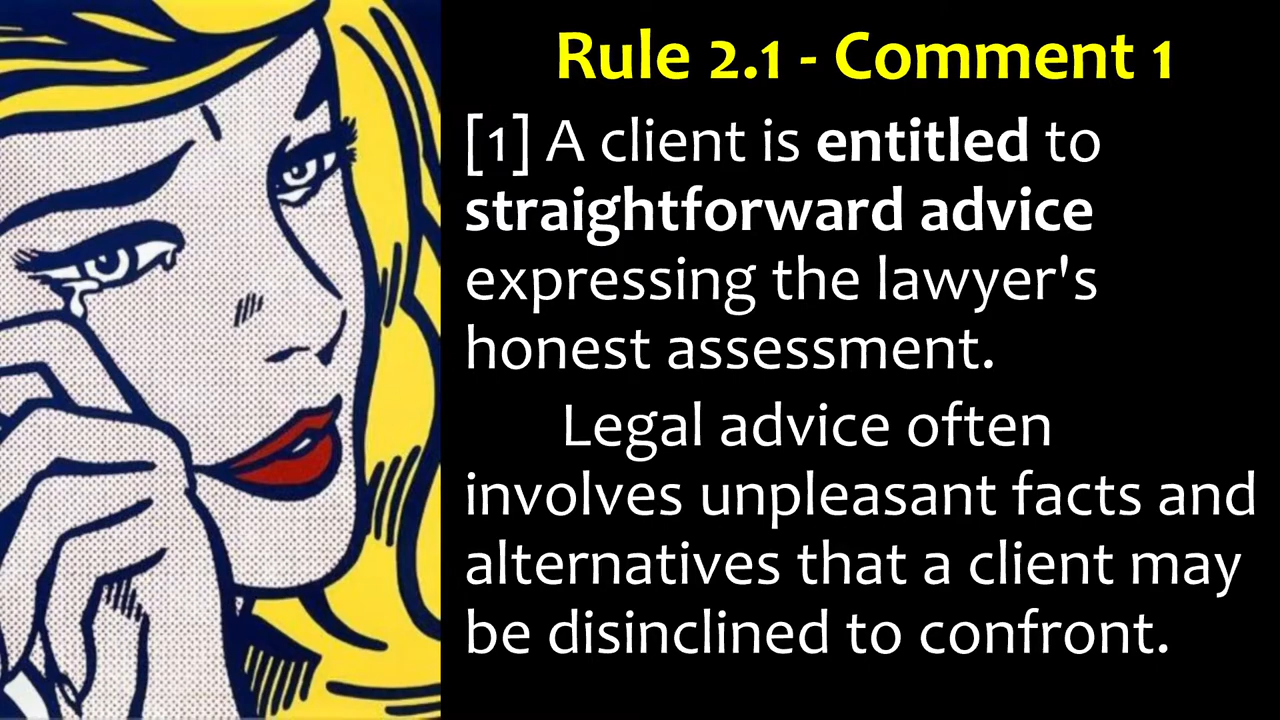 Rule 2.1 - Comment 1
[1] A client is entitled to
straightforward advice
expressing the lawyer's
honest assessment.
Legal advice often
involves unpleasant facts and
alternatives that a client may
be disinclined to confront.